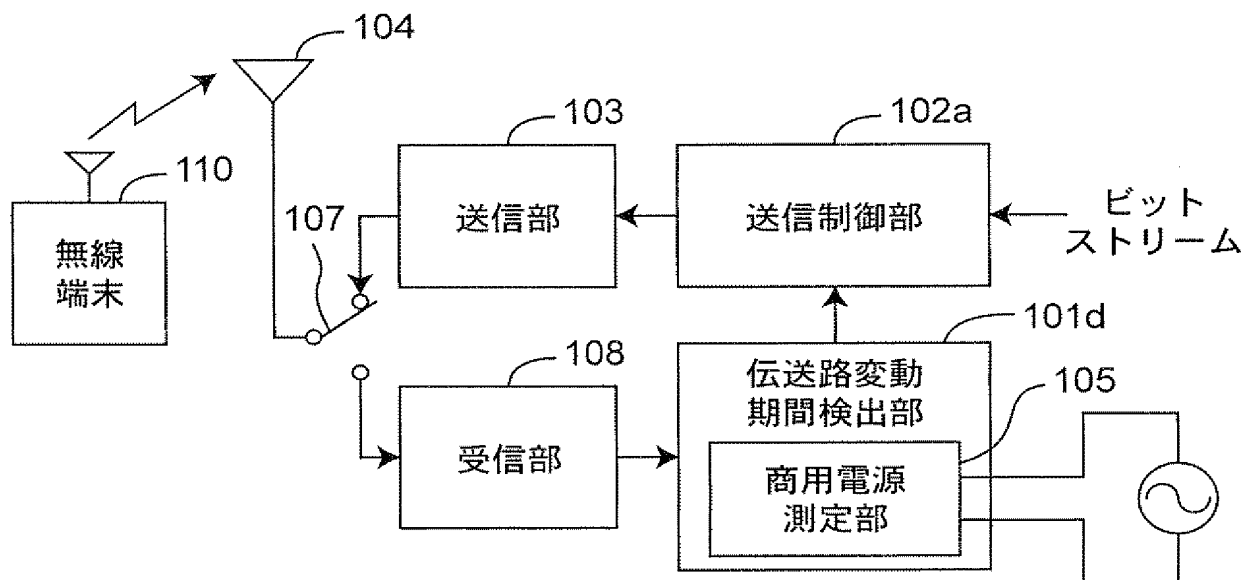 104
103
102a
110
送信部
送信制御部
ビット
ストリーム
107
無線
端末
101d
108
伝送路変動
期間検出部
105
受信部
商用電源
測定部